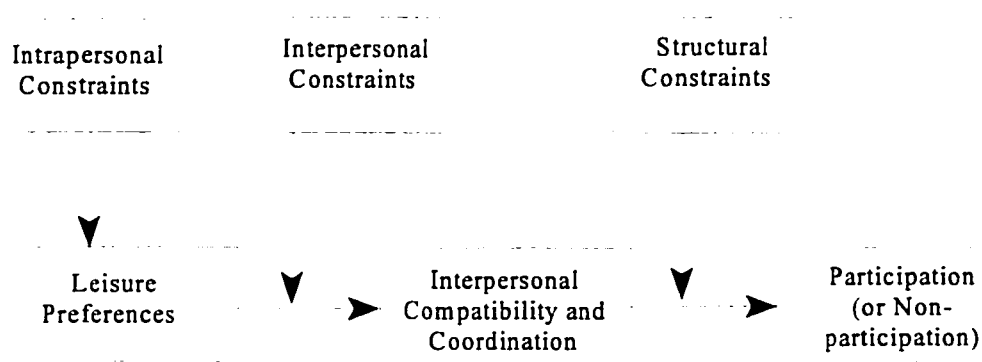 Intrapersonal
Constraints
Interpersonal
Constraints
Structural
Constraints
Leisure
Preferences
Interpersonal
Compatibility and
Coordination
Participation
(or Non-
participation)